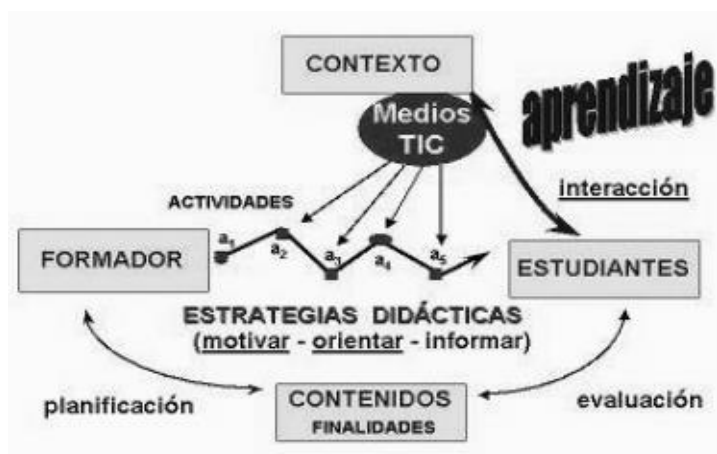 CONTEXTO
aprendizaje
Medios
TIC
interacción
ACTIVIDADES
a1
a2
a3
a4
a5
FORMADOR
ESTUDIANTES
ESTRATEGIAS DIDÁCTICAS
(motivar - orientar - informar)
planificación
CONTENIDOS
FINALIDADES
evaluación